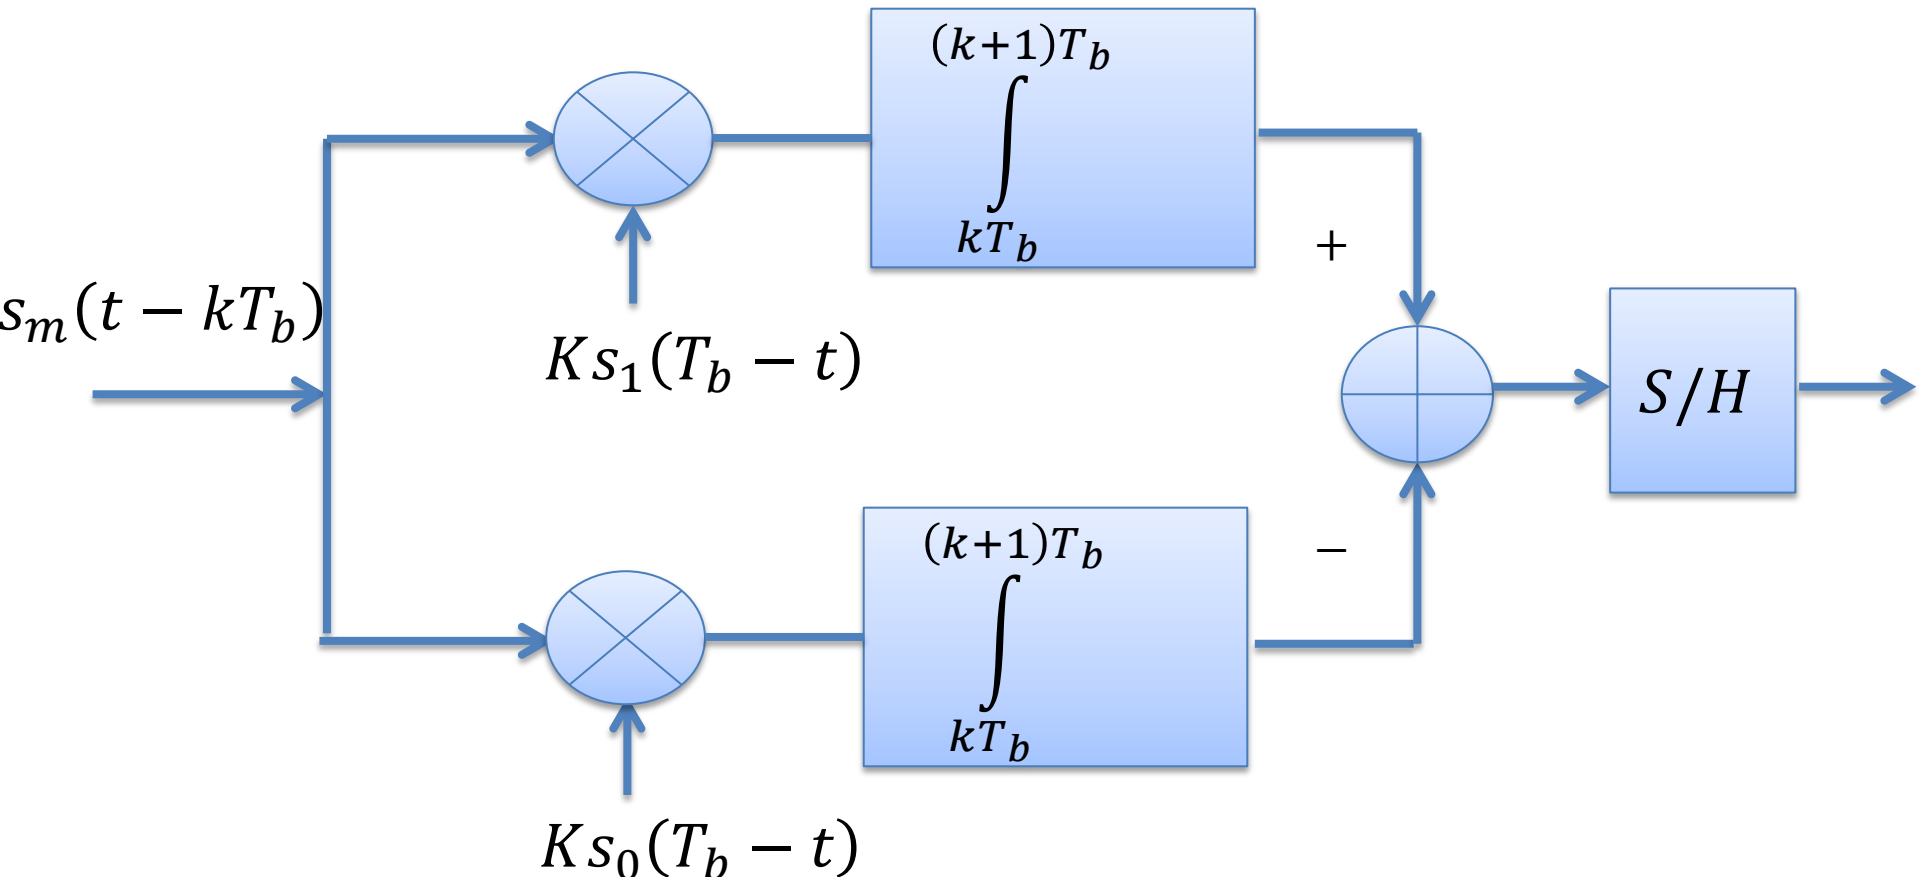 (k+1)T_b
∫
kT_b
+
s_m(t − kT_b)
Ks_1(T_b − t)
S/H
(k+1)T_b
∫
kT_b
−
Ks_0(T_b − t)